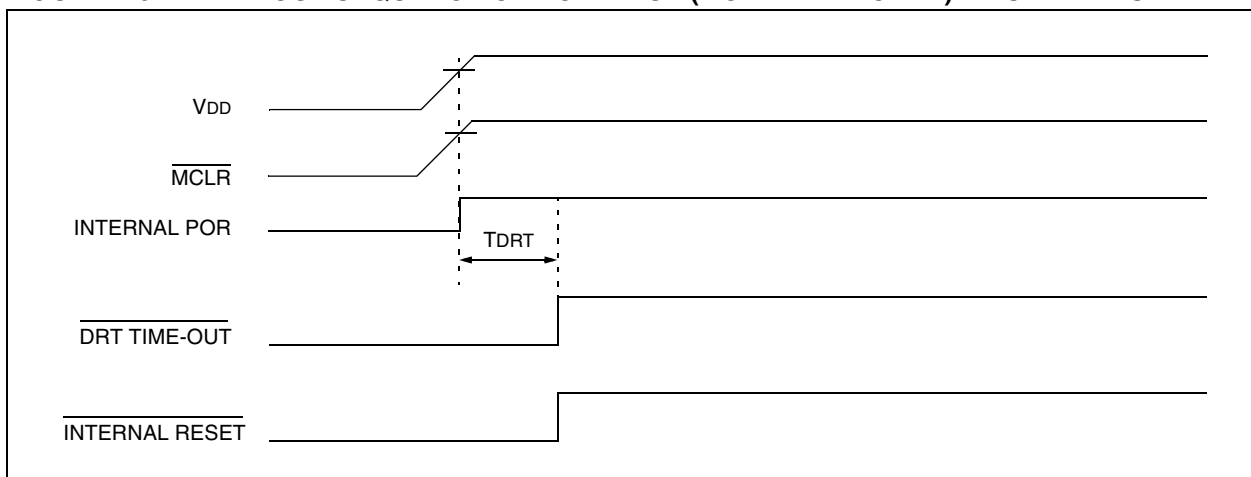 VDD
MCLR
INTERNAL POR
TDRT
DRT TIME-OUT
INTERNAL RESET